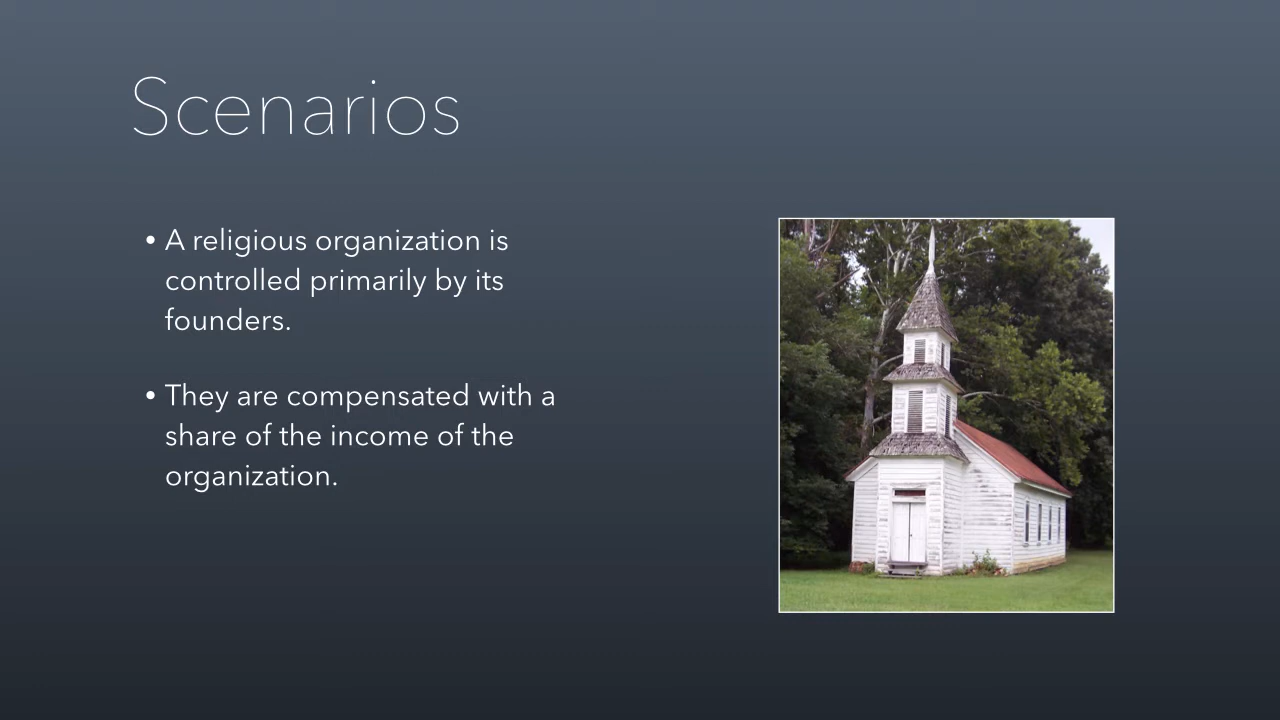 Scenarios
• A religious organization is
controlled primarily by its
founders.
• They are compensated with a
share of the income of the
organization.